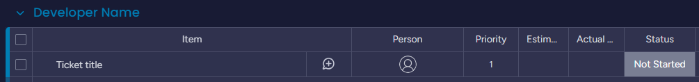 Developer Name
Item Person Priority Estim... Actual ... Status
Ticket title 1 Not Started